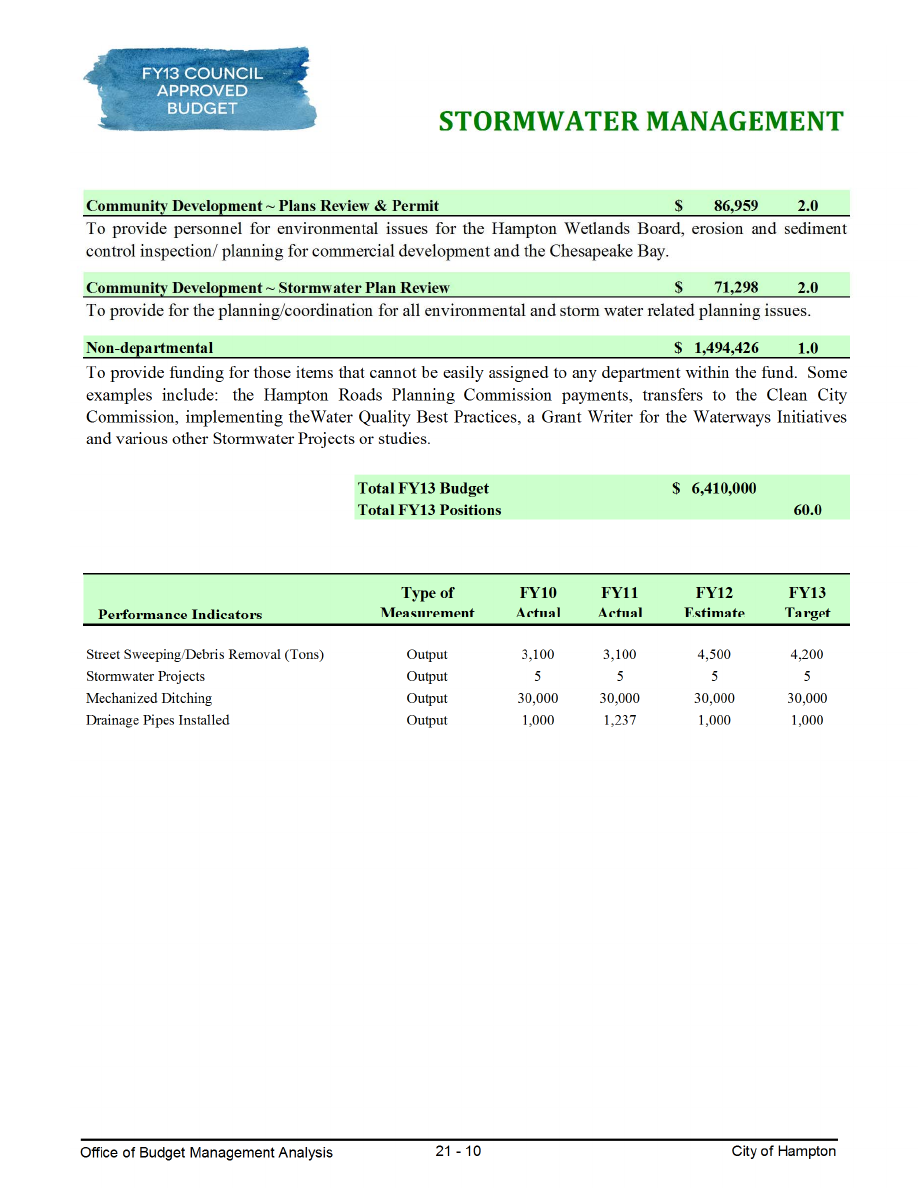 FY13 COUNCIL
APPROVED
BUDGET
STORMWATER MANAGEMENT
Community Development ~ Plans Review & Permit $ 86,959 2.0
To provide personnel for environmental issues for the Hampton Wetlands Board, erosion and sediment
control inspection/ planning for commercial development and the Chesapeake Bay.
Community Development ~ Stormwater Plan Review $ 71,298 2.0
To provide for the planning/coordination for all environmental and storm water related planning issues.
Non-departmental $ 1,494,426 1.0
To provide funding for those items that cannot be easily assigned to any department within the fund. Some
examples include: the Hampton Roads Planning Commission payments, transfers to the Clean City
Commission, implementing theWater Quality Best Practices, a Grant Writer for the Waterways Initiatives
and various other Stormwater Projects or studies.
Total FY13 Budget $ 6,410,000
Total FY13 Positions 60.0
Type of FY10 FY11 FY12 FY13
Performance Indicators Measurement Actual Actual Estimate Target
Street Sweeping/Debris Removal (Tons) Output 3,100 3,100 4,500 4,200
Stormwater Projects Output 5 5 5 5
Mechanized Ditching Output 30,000 30,000 30,000 30,000
Drainage Pipes Installed Output 1,000 1,237 1,000 1,000
Office of Budget Management Analysis 21 - 10 City of Hampton